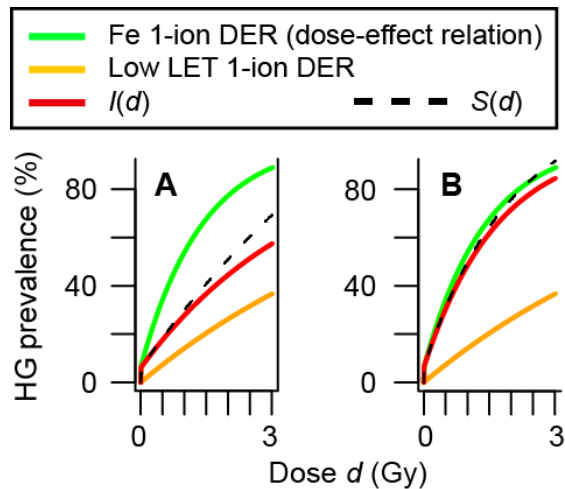 Fe 1-ion DER (dose-effect relation)
Low LET 1-ion DER
I(d) S(d)
A B
HG prevalence (%)
80 80
40 40
0 0
0 3 0 3
Dose d (Gy)